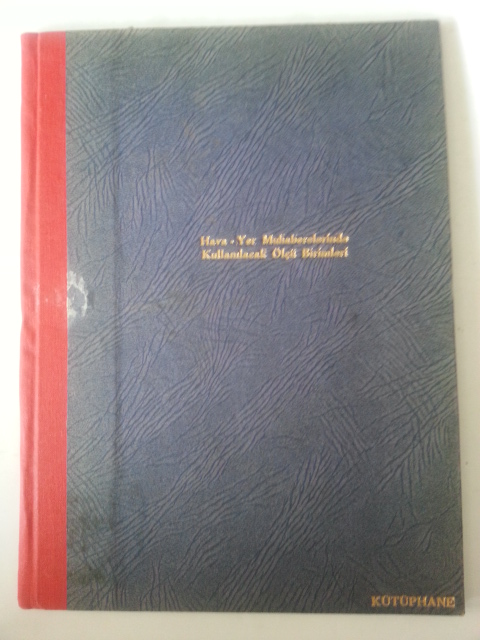 Hava - Yer Muhaberelerinde
Kullanılacak Ölçü Birimleri
KÜTÜPHANE